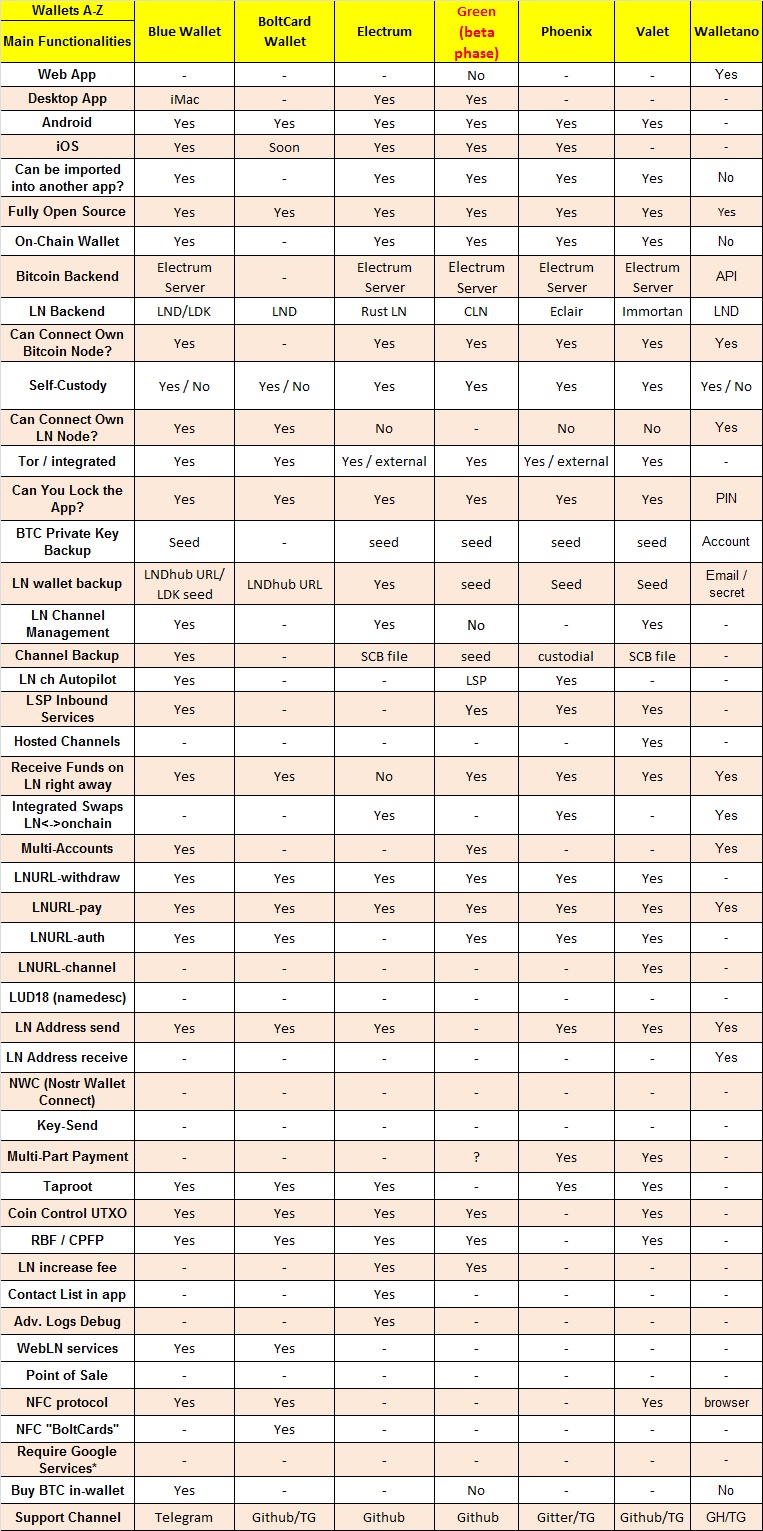 Wallets A-Z
Main Functionalities
Blue Wallet
BoltCard
Wallet
Electrum
Green
(beta
phase)
Phoenix
Valet
Walletano
Web App - - - No - - Yes
Desktop App iMac - Yes Yes - - -
Android Yes Yes Yes Yes Yes Yes -
iOS Yes Soon Yes Yes Yes - -
Can be imported
into another app? Yes - Yes Yes Yes Yes No
Fully Open Source Yes Yes Yes Yes Yes Yes Yes
On-Chain Wallet Yes - Yes Yes Yes Yes No
Bitcoin Backend
Electrum
Server
-
Electrum
Server
Electrum
Server
Electrum
Server
Electrum
Server
API
LN Backend LND/LDK LND Rust LN CLN Eclair Immortan LND
Can Connect Own
Bitcoin Node? Yes - Yes Yes Yes Yes Yes
Self-Custody Yes / No Yes / No Yes Yes Yes Yes Yes / No
Can Connect Own
LN Node? Yes Yes No - No No Yes
Tor / integrated Yes Yes Yes / external Yes Yes / external Yes -
Can You Lock the
App? Yes Yes Yes Yes Yes Yes PIN
BTC Private Key
Backup Seed - seed seed seed seed Account
LN wallet backup
LNDhub URL/
LDK seed
LNDhub URL
Yes
seed
Seed
Seed
Email /
secret
LN Channel
Management Yes - Yes No - Yes -
Channel Backup Yes - SCB file seed custodial SCB file -
LN ch Autopilot Yes - - LSP Yes - -
LSP Inbound
Services Yes - - Yes Yes Yes -
Hosted Channels - - - - - Yes -
Receive Funds on
LN right away Yes Yes No Yes Yes Yes Yes
Integrated Swaps
LN<->onchain - - Yes - Yes - Yes
Multi-Accounts Yes - - Yes - - Yes
LNURL-withdraw Yes Yes Yes Yes Yes Yes -
LNURL-pay Yes Yes Yes Yes Yes Yes Yes
LNURL-auth Yes Yes - Yes Yes Yes -
LNURL-channel - - - - - Yes -
LUD18 (namedesc) - - - - - - -
LN Address send Yes Yes Yes - Yes Yes Yes
LN Address receive - - - - - - Yes
NWC (Nostr Wallet
Connect) - - - - - - -
Key-Send - - - - - - -
Multi-Part Payment - - - ? Yes Yes -
Taproot Yes Yes Yes - Yes Yes -
Coin Control UTXO Yes Yes Yes Yes - Yes -
RBF / CPFP Yes Yes Yes Yes - Yes -
LN increase fee - - Yes Yes - - -
Contact List in app - - Yes - - - -
Adv. Logs Debug - - Yes - - - -
WebLN services Yes Yes - - - - -
Point of Sale - - - - - - -
NFC protocol Yes Yes - - - Yes browser
NFC "BoltCards" - Yes - - - - -
Require Google
Services* - - - - - - -
Buy BTC in-wallet Yes - - No - - No
Support Channel Telegram Github/TG Github Github Gitter/TG Github/TG GH/TG